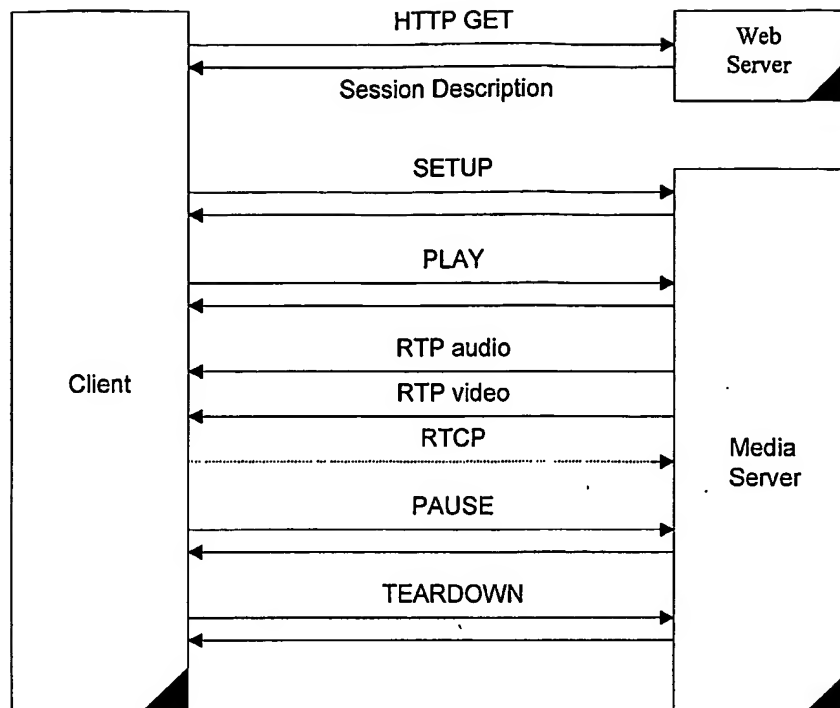 HTTP GET
Web
Server
Session Description
SETUP
PLAY
RTP audio
Client
RTP video
RTCP
Media
Server
PAUSE
TEARDOWN